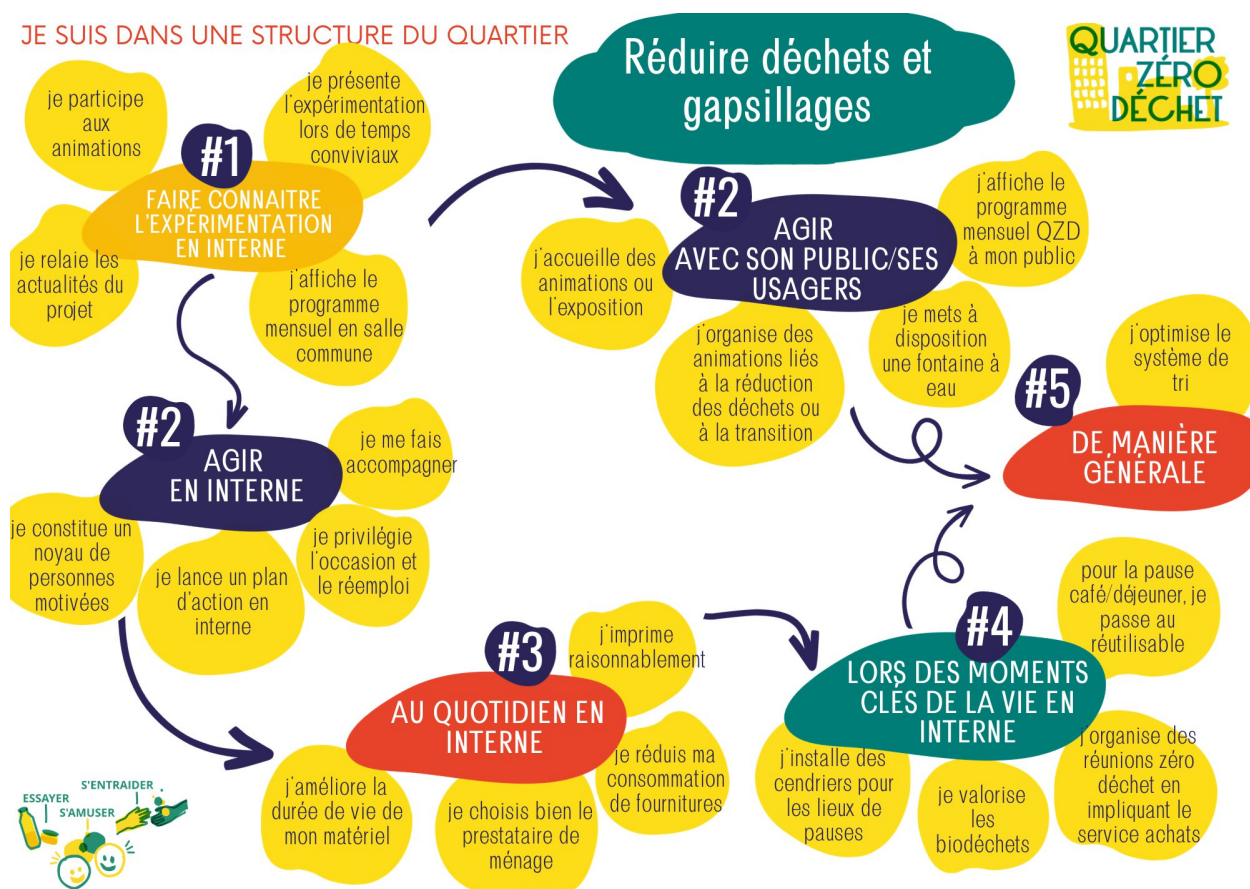 JE SUIS DANS UNE STRUCTURE DU QUARTIER
Réduire déchets et
gapsillages
QUARTIER
ZÉRO
DÉCHET
je participe
aux
animations
je présente
l'expérimentation
lors de temps
conviviaux
#1
FAIRE CONNAITRE
L'EXPÉRIMENTATION
EN INTERNE
je relaie les
actualités du
projet
j'affiche le
programme
mensuel en salle
commune
#2
AGIR
AVEC SON PUBLIC/SES
USAGERS
j'affiche le
programme
mensuel QZD
à mon public
j'accueille des
animations ou
l'exposition
j'organise des
animations liés
à la réduction
des déchets ou
à la transition
je mets à
disposition
une fontaine à
eau
j'optimise le
système de
tri
#5
DE MANIÈRE
GÉNÉRALE
#2
AGIR
EN INTERNE
je me fais
accompagner
je constitue un
noyau de
personnes
motivées
je lance un plan
d'action en
interne
je privilégie
l'occasion et
le réemploi
#3
AU QUOTIDIEN EN
INTERNE
j'imprime
raisonnablement
j'améliore la
durée de vie de
mon matériel
je choisis bien le
prestataire de
ménage
je réduis ma
consommation
de fournitures
#4
LORS DES MOMENTS
CLÉS DE LA VIE EN
INTERNE
pour la pause
café/déjeuner, je
passe au
réutilisable
j'installe des
cendriers pour
les lieux de
pauses
je valorise
les
biodéchets
j'organise des
réunions zéro
déchet en
impliquant le
service achats
ESSAYER
S'AMUSER
S'ENTRAIDER